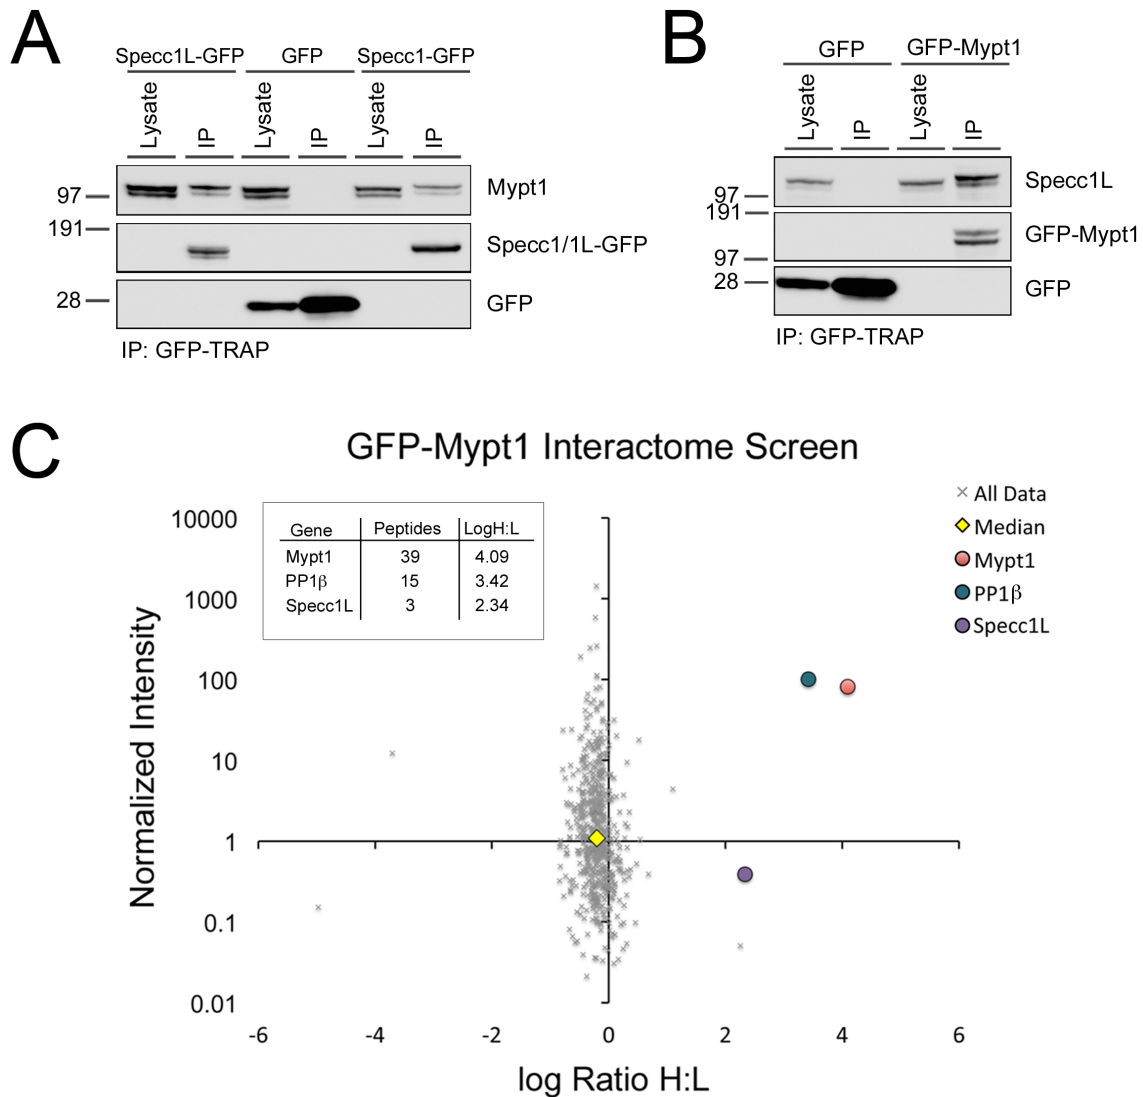 A
Specc1L-GFP GFP Specc1-GFP
Lysate IP Lysate IP Lysate IP
97 Mypt1
191 Specc1/1L-GFP
28 GFP
IP: GFP-TRAP
B
GFP GFP-Mypt1
Lysate IP Lysate IP
97 Specc1L
191
GFP-Mypt1
97
28 GFP
IP: GFP-TRAP
C
GFP-Mypt1 Interactome Screen
Gene Peptides LogH:L
Mypt1 39 4.09
PP1β 15 3.42
Specc1L 3 2.34
All Data
Median
Mypt1
PP1β
Specc1L
Normalized Intensity
10000
1000
100
10
1
0.1
0.01
-6 -4 -2 0 2 4 6
log Ratio H:L